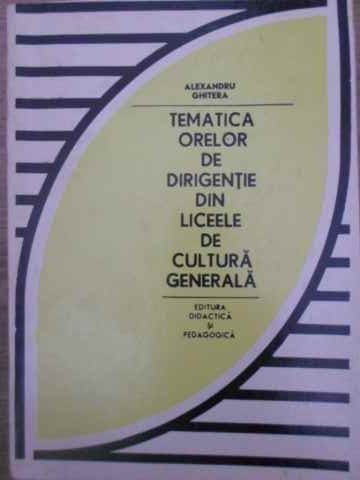 ALEXANDRU
GHITERA
TEMATICA
ORELOR
DE
DIRIGENȚIE
DIN
LICEELE
DE
CULTURĂ
GENERALĂ
EDITURA
DIDACTICĂ
ȘI
PEDAGOGICĂ